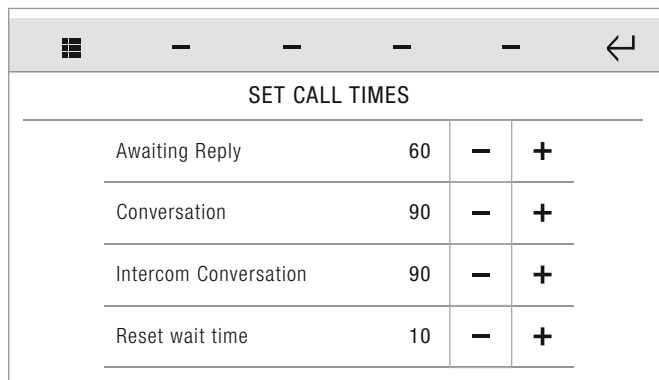 SET CALL TIMES
Awaiting Reply 60 − +
Conversation 90 − +
Intercom Conversation 90 − +
Reset wait time 10 − +